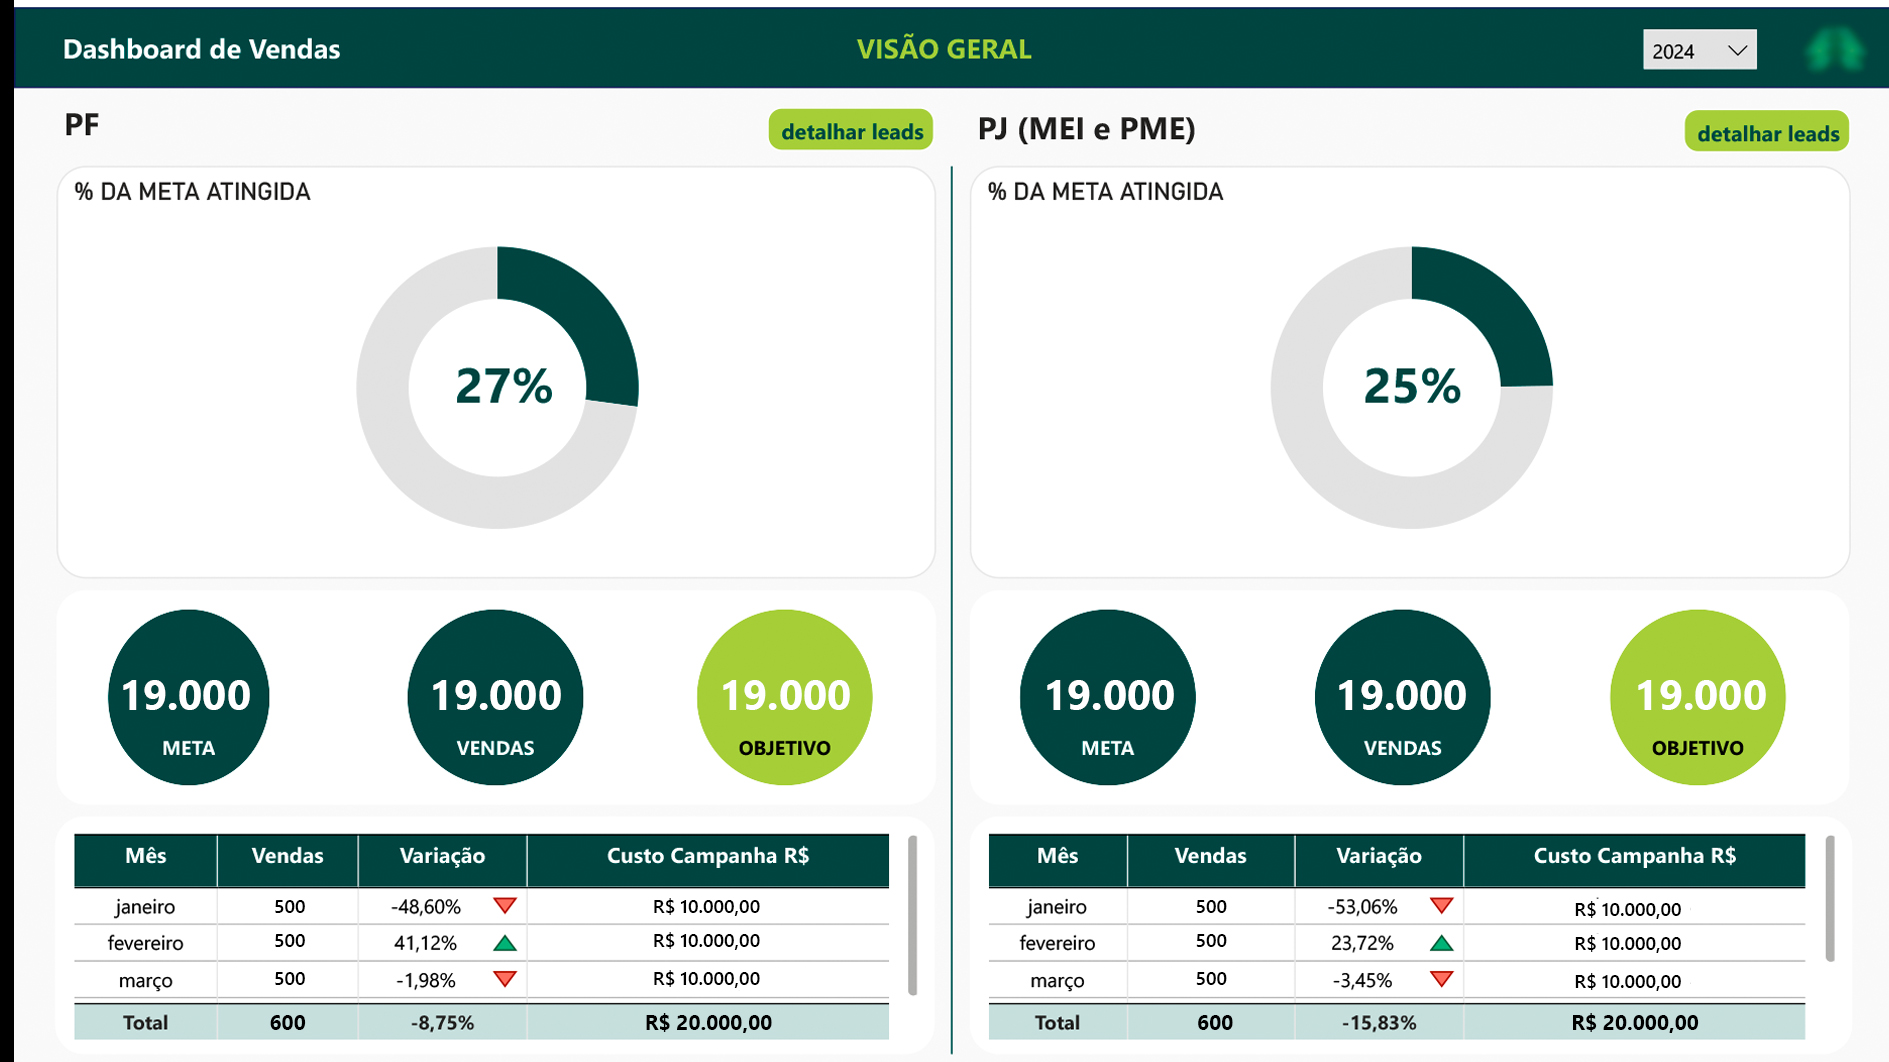 Dashboard de Vendas
VISÃO GERAL
2024
PF
detalhar leads
% DA META ATINGIDA
27%
19.000
META
19.000
VENDAS
19.000
OBJETIVO
Mês Vendas Variação Custo Campanha R$
janeiro 500 -48,60% R$ 10.000,00
fevereiro 500 41,12% R$ 10.000,00
março 500 -1,98% R$ 10.000,00
Total 600 -8,75% R$ 20.000,00
PJ (MEI e PME)
detalhar leads
% DA META ATINGIDA
25%
19.000
META
19.000
VENDAS
19.000
OBJETIVO
Mês Vendas Variação Custo Campanha R$
janeiro 500 -53,06% R$ 10.000,00
fevereiro 500 23,72% R$ 10.000,00
março 500 -3,45% R$ 10.000,00
Total 600 -15,83% R$ 20.000,00